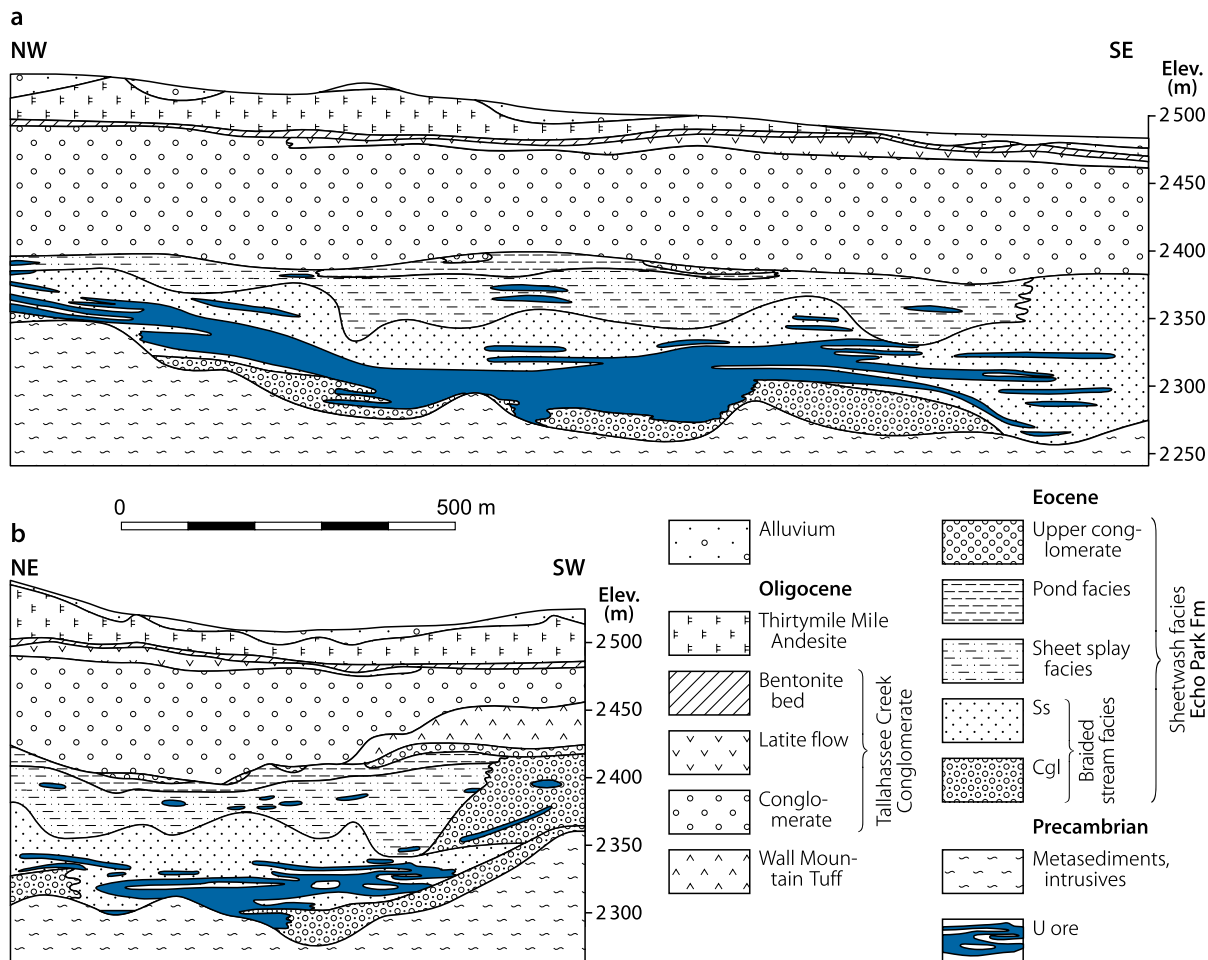 a
NW
SE
Elev.
(m)
2 500
2 450
2 400
2 350
2 300
2 250
0
500 m
b
NE
SW
Elev.
(m)
2 500
2 450
2 400
2 350
2 300
Alluvium
Oligocene
Thirtymile Mile
Andesite
Bentonite
bed
Latite flow
Conglo-
merate
Tallahassee Creek
Conglomerate
Wall Moun-
tain Tuff
Eocene
Upper cong-
lomerate
Pond facies
Sheet splay
facies
Ss
Cgl
Braided
stream facies
Sheetwash facies
Echo Park Fm
Precambrian
Metasediments,
intrusives
U ore